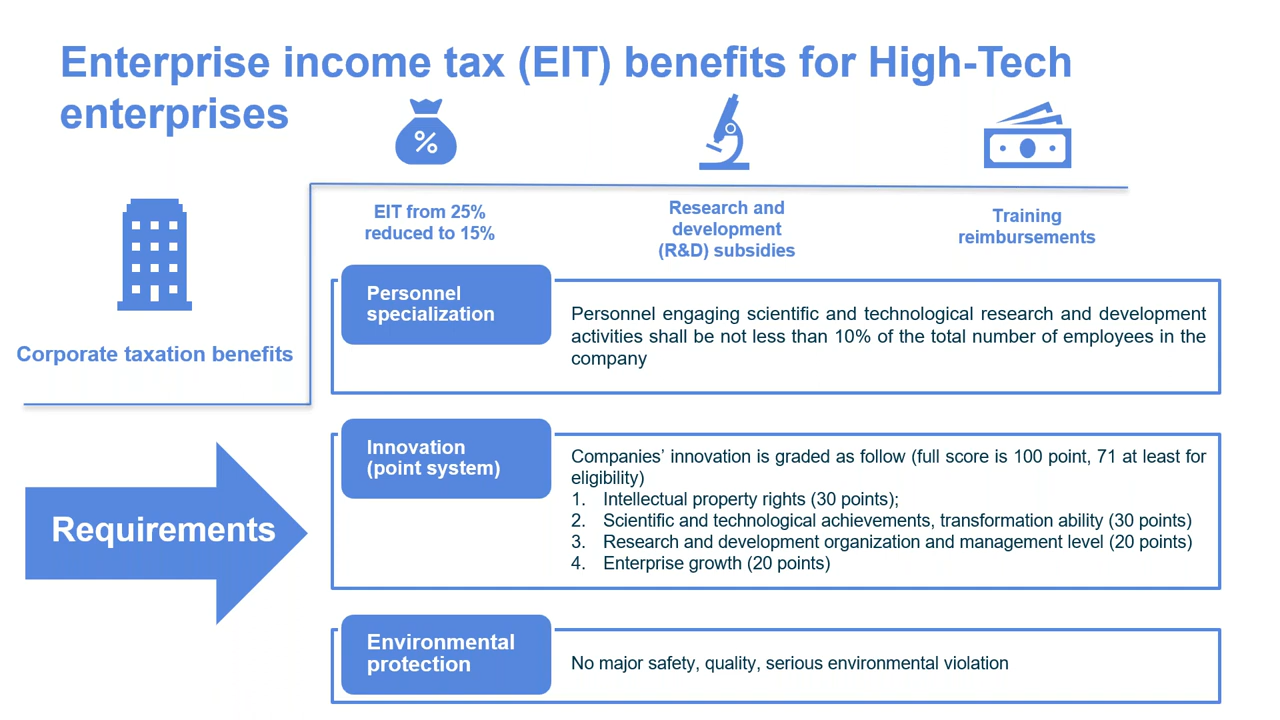 Enterprise income tax (EIT) benefits for High-Tech
enterprises
%
EIT from 25%
reduced to 15%
Research and
development
(R&D) subsidies
Training
reimbursements
Corporate taxation benefits
Requirements
Personnel
specialization
Personnel engaging scientific and technological research and development
activities shall be not less than 10% of the total number of employees in the
company
Innovation
(point system)
Companies’ innovation is graded as follow (full score is 100 point, 71 at least for
eligibility)
1. Intellectual property rights (30 points);
2. Scientific and technological achievements, transformation ability (30 points)
3. Research and development organization and management level (20 points)
4. Enterprise growth (20 points)
Environmental
protection
No major safety, quality, serious environmental violation